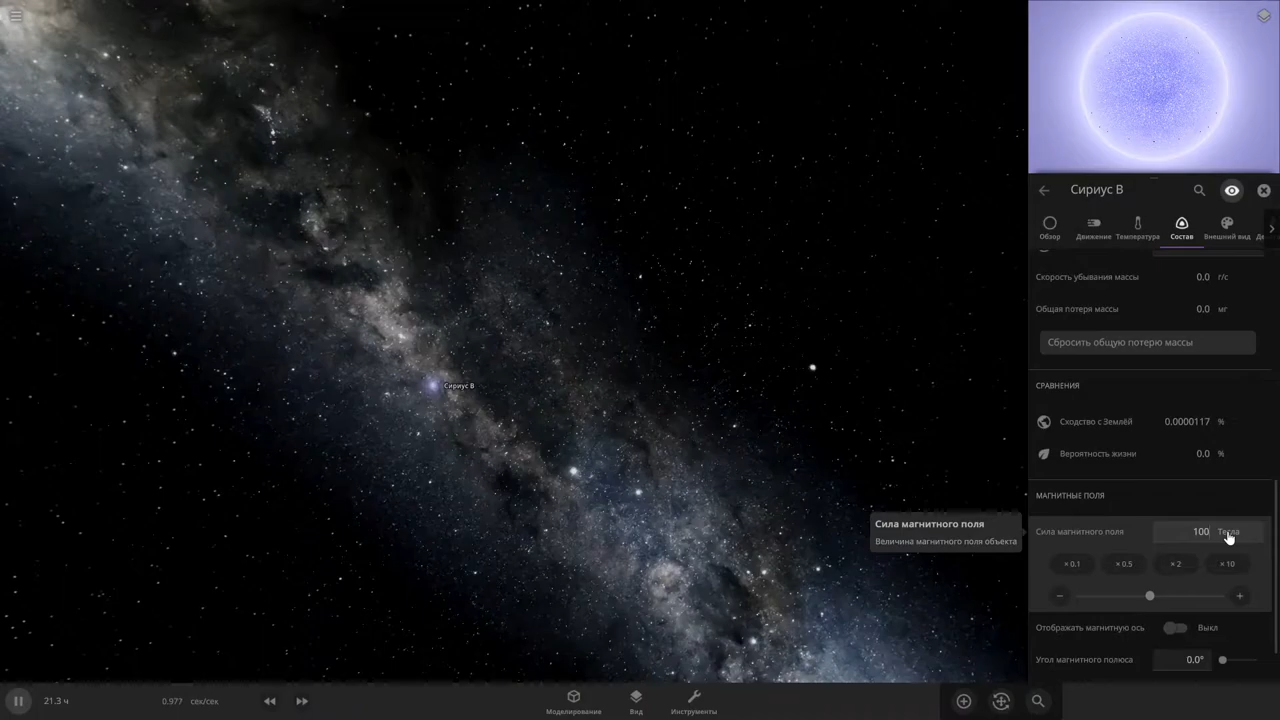 Сириус B
Обзор
Движение
Температура
Состав
Внешний вид
Скорость убывания массы 0.0 г/с
Общая потеря массы 0.0 мг
Сбросить общую потерю массы
СРАВНЕНИЯ
Сириус B
Сходство с Землёй 0.0000117 %
Вероятность жизни 0.0 %
МАГНИТНЫЕ ПОЛЯ
Сила магнитного поля
Величина магнитного поля объекта
Сила магнитного поля 100 Тесла
× 0.1 × 0.5 × 2 × 10
− +
Отображать магнитную ось Выкл
Угол магнитного полюса 0.0°
21.3 ч 0.977 сек/сек
Моделирование
Вид
Инструменты